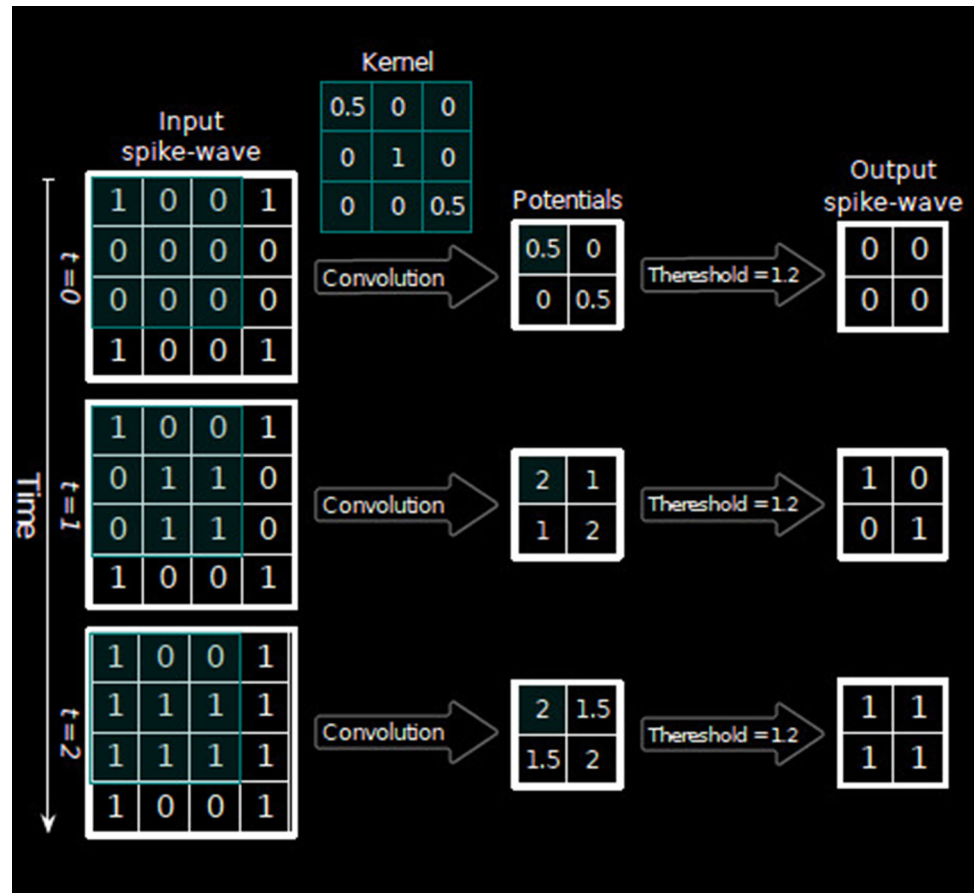 Kernel
0.5 0 0
0 1 0
0 0 0.5
Input
spike-wave
Potentials
Output
spike-wave
Time
t=0
1 0 0 1
0 0 0 0
0 0 0 0
1 0 0 1
Convolution
0.5 0
0 0.5
Thereshold = 1.2
0 0
0 0
t=1
1 0 0 1
0 1 1 0
0 1 1 0
1 0 0 1
Convolution
2 1
1 2
Thereshold = 1.2
1 0
0 1
t=2
1 0 0 1
1 1 1 1
1 1 1 1
1 0 0 1
Convolution
2 1.5
1.5 2
Thereshold = 1.2
1 1
1 1